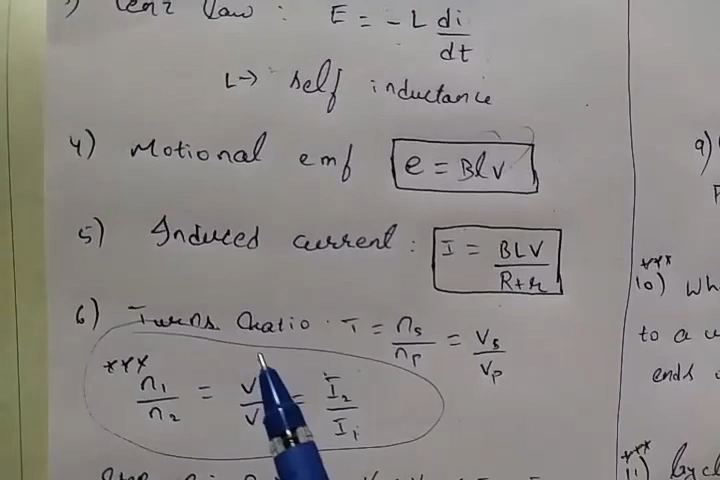 3) Lenz Law : E = - L di/dt
L → self inductance
4) Motional emf e = Blv
5) Induced current : I = BLV/R+r
6) Turns Ratio . T = ns/np = Vs/Vp
***
n1/n2 = V/V = I2/I1
9)
***
10) Wh
to a
ends
***
11)